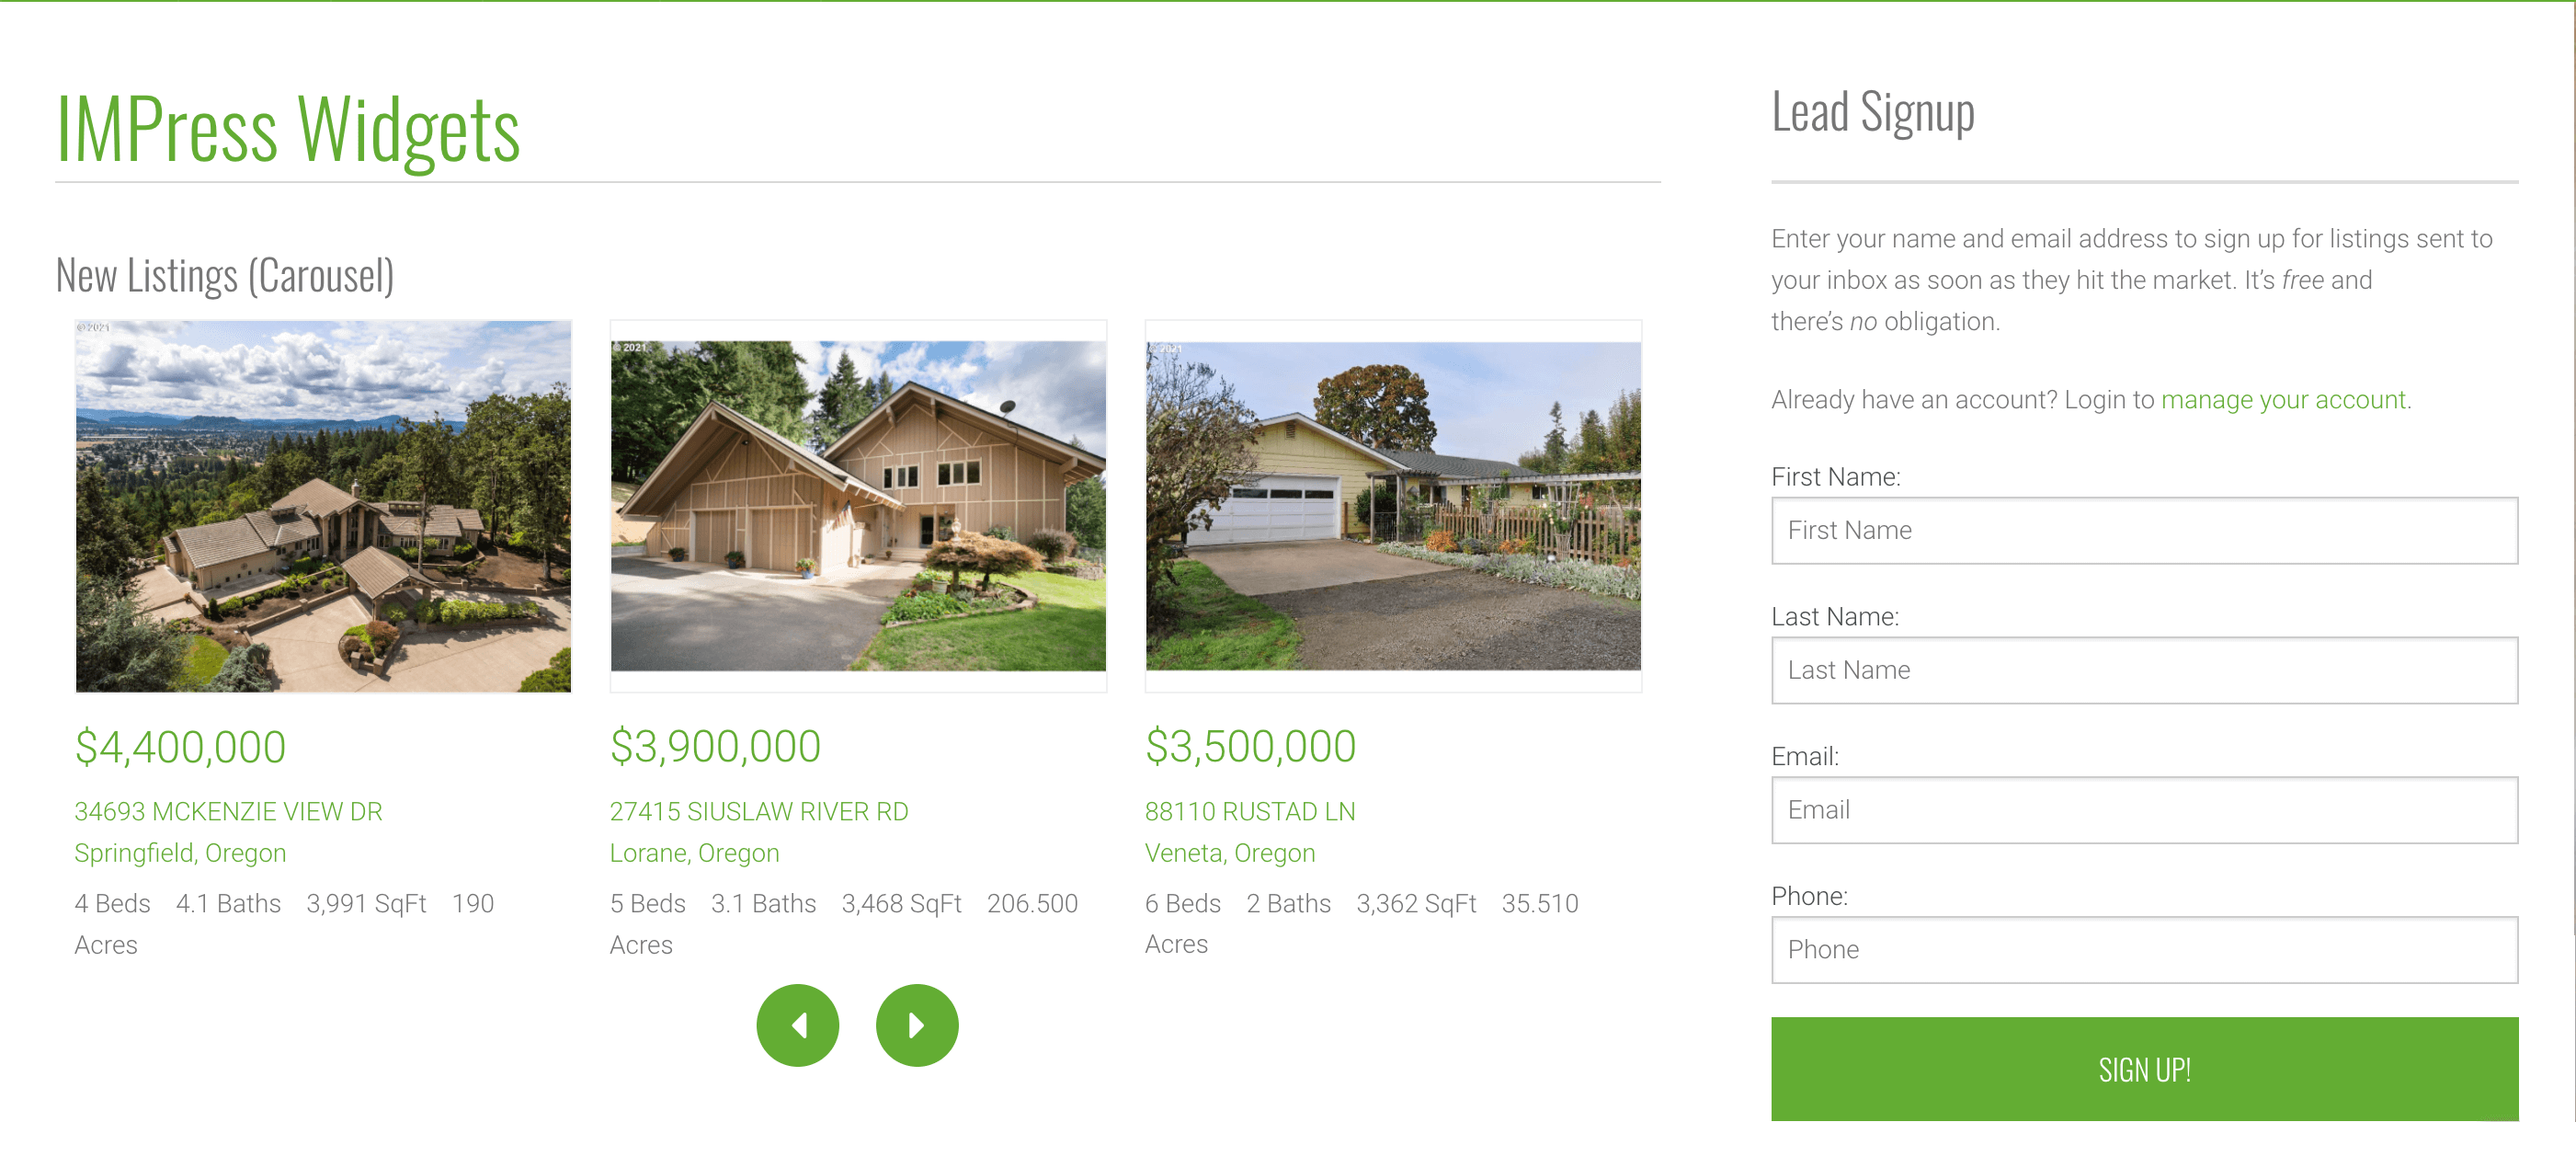 IMPress Widgets
New Listings (Carousel)
© 2021
© 2021
© 2021
$4,400,000
34693 MCKENZIE VIEW DR
Springfield, Oregon
4 Beds 4.1 Baths 3,991 SqFt 190
Acres
$3,900,000
27415 SIUSLAW RIVER RD
Lorane, Oregon
5 Beds 3.1 Baths 3,468 SqFt 206.500
Acres
$3,500,000
88110 RUSTAD LN
Veneta, Oregon
6 Beds 2 Baths 3,362 SqFt 35.510
Acres
Lead Signup
Enter your name and email address to sign up for listings sent to
your inbox as soon as they hit the market. It’s free and
there’s no obligation.
Already have an account? Login to manage your account.
First Name:
First Name
Last Name:
Last Name
Email:
Email
Phone:
Phone
SIGN UP!